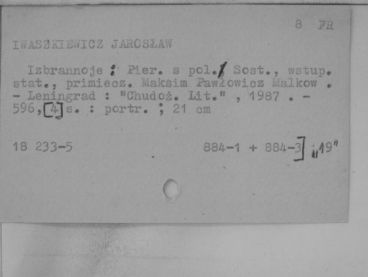 8 FR
IWASZKIEWICZ JAROSŁAW
Izbrannoje : Pier. s pol./ Sost., wstup.
stat., primiecz. Maksim Pawłowicz Malkow .
- Leningrad : "Chudoż. Lit." , 1987 . -
596,[4]s. : portr. ; 21 cm
18 233-5 884-1 + 884-3] : „19"